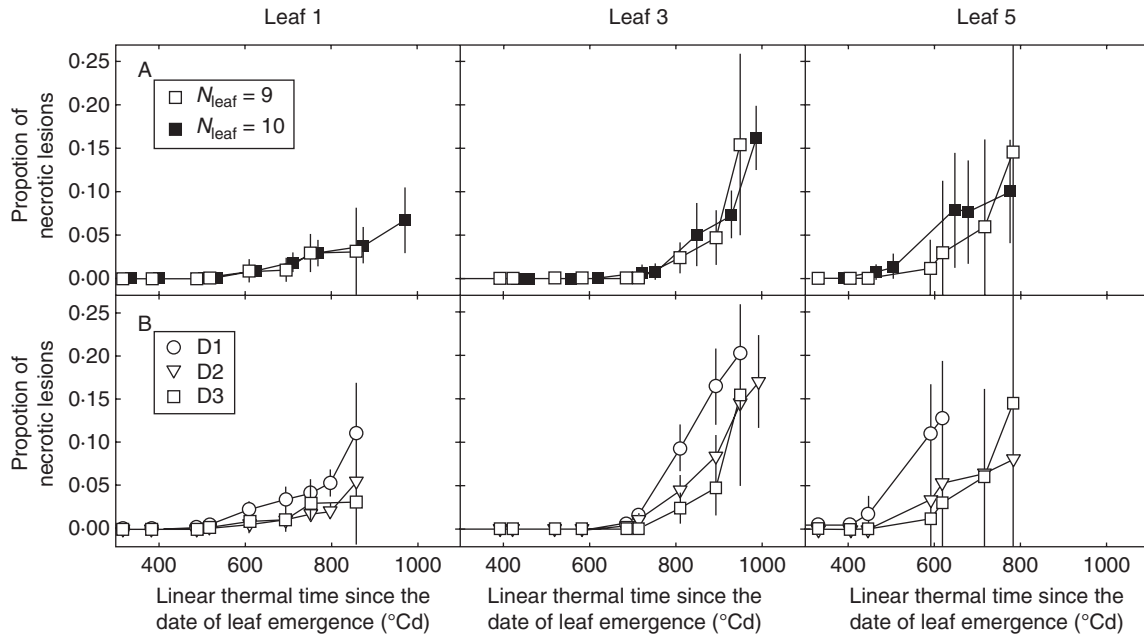 Leaf 1
Leaf 3
Leaf 5
Propotion of
necrotic lesions
0·25
0·20
0·15
0·10
0·05
0·00
A
Nleaf = 9
Nleaf = 10
Propotion of
necrotic lesions
0·25
0·20
0·15
0·10
0·05
0·00
B
D1
D2
D3
400 600 800 1000
400 600 800 1000
400 600 800 1000
Linear thermal time since the
date of leaf emergence (°Cd)
Linear thermal time since the
date of leaf emergence (°Cd)
Linear thermal time since the
date of leaf emergence (°Cd)